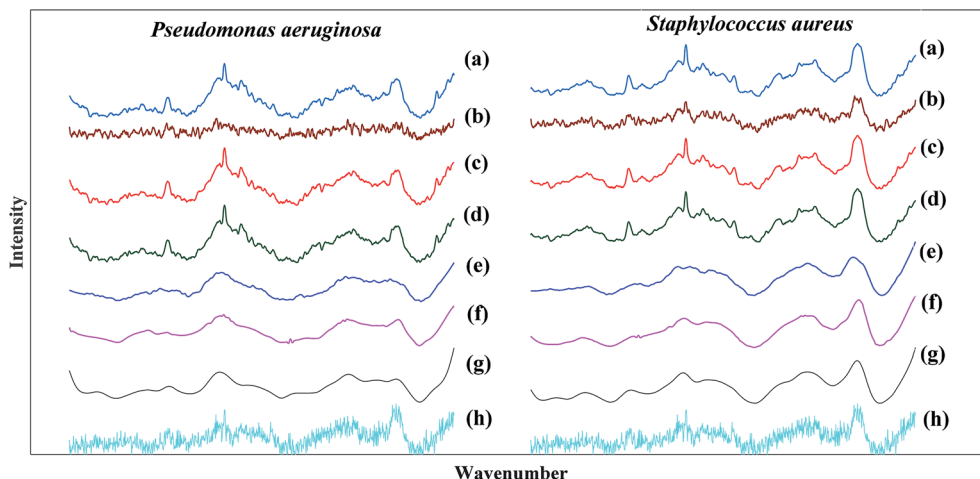 Pseudomonas aeruginosa
Staphylococcus aureus
Intensity
(a)
(b)
(c)
(d)
(e)
(f)
(g)
(h)
(a)
(b)
(c)
(d)
(e)
(f)
(g)
(h)
Wavenumber